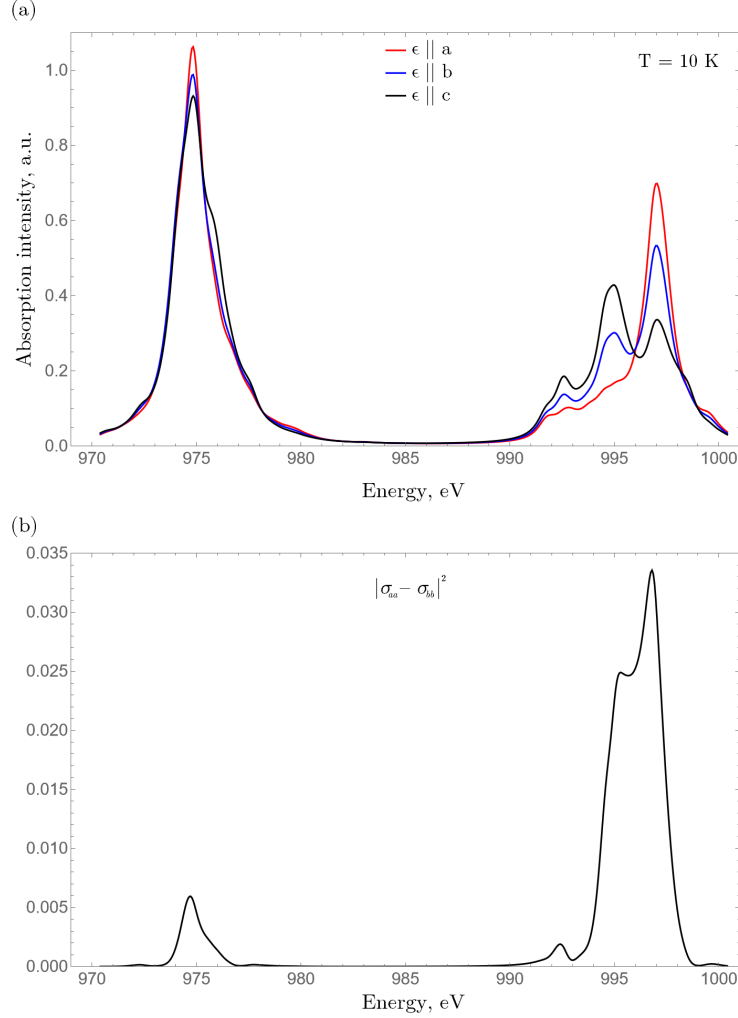 (a)
ϵ || a
ϵ || b
ϵ || c
T = 10 K
1.0
0.8
0.6
0.4
0.2
0.0
Absorption intensity, a.u.
970 975 980 985 990 995 1000
Energy, eV
(b)
|σaa − σbb|²
0.035
0.030
0.025
0.020
0.015
0.010
0.005
0.000
970 975 980 985 990 995 1000
Energy, eV